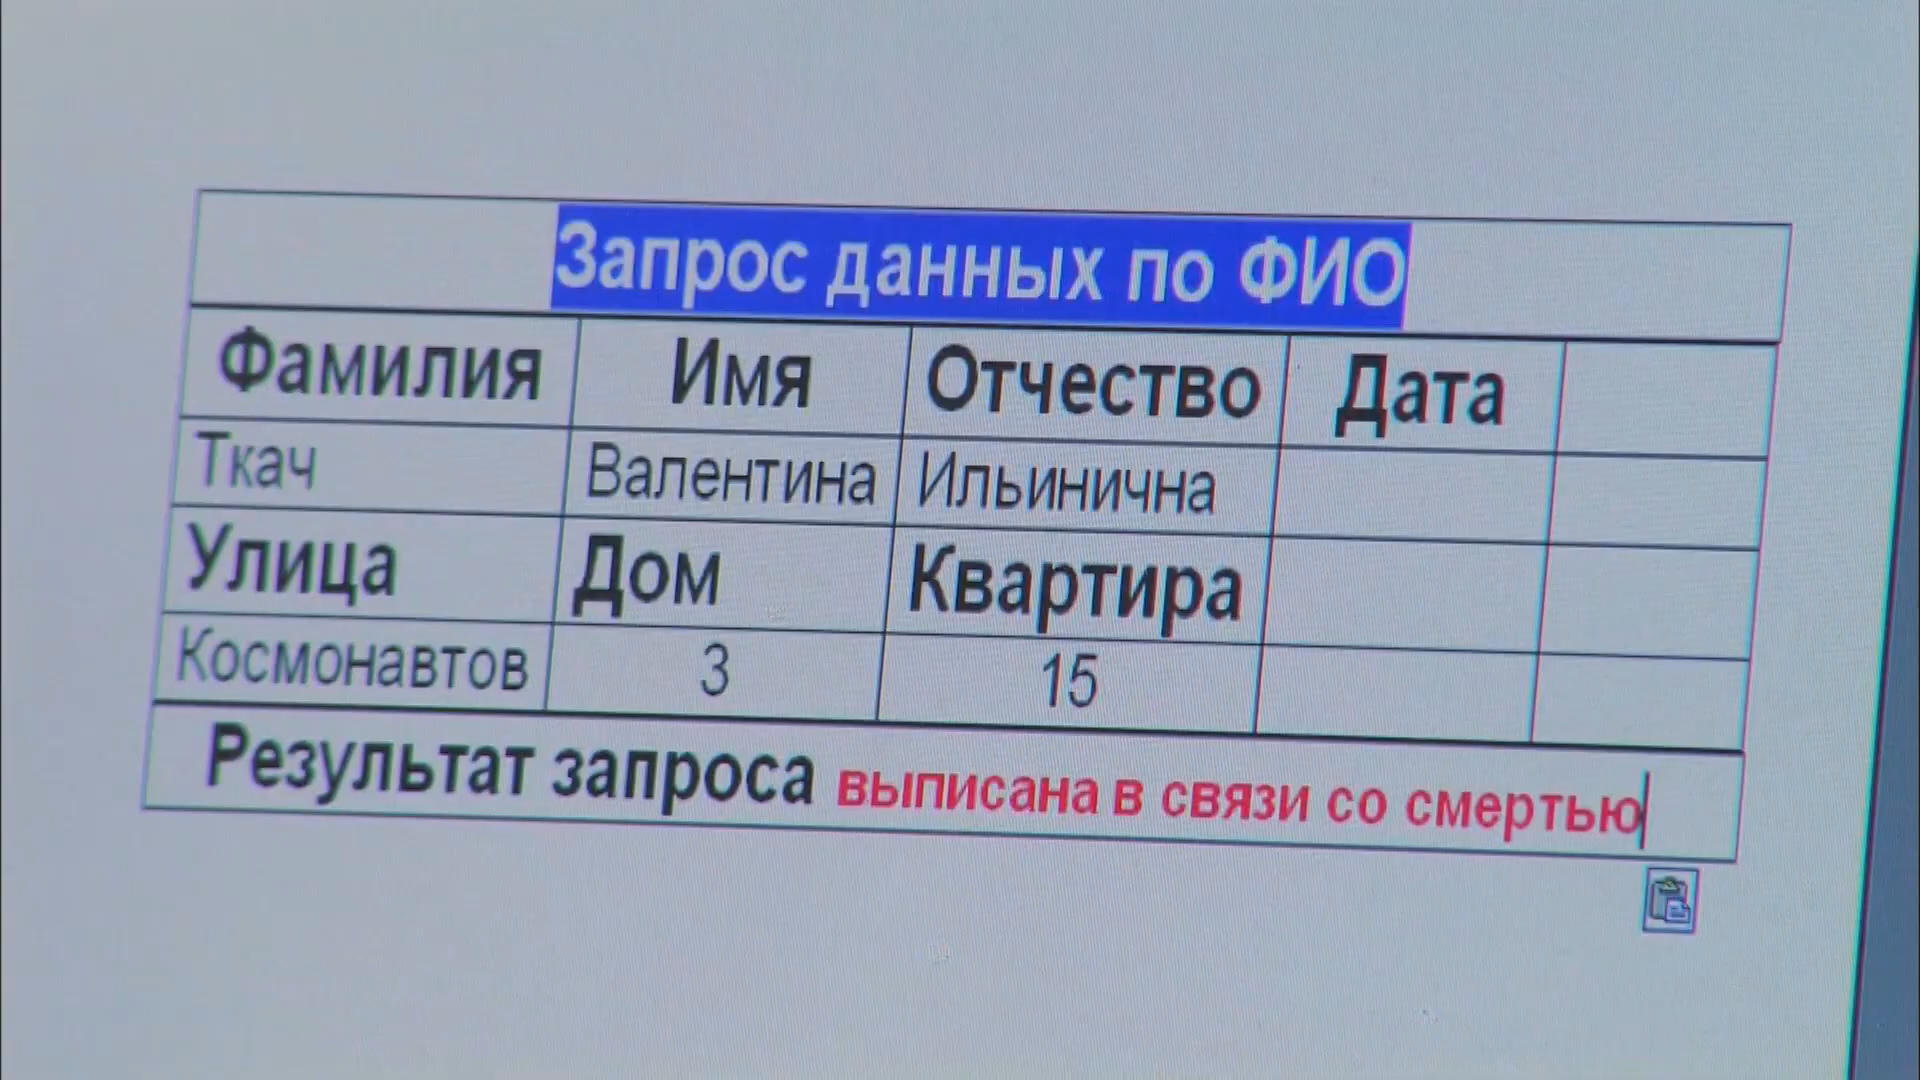 Запрос данных по ФИО
Фамилия Имя Отчество Дата
Ткач Валентина Ильинична
Улица Дом Квартира
Космонавтов 3 15
Результат запроса выписана в связи со смертью